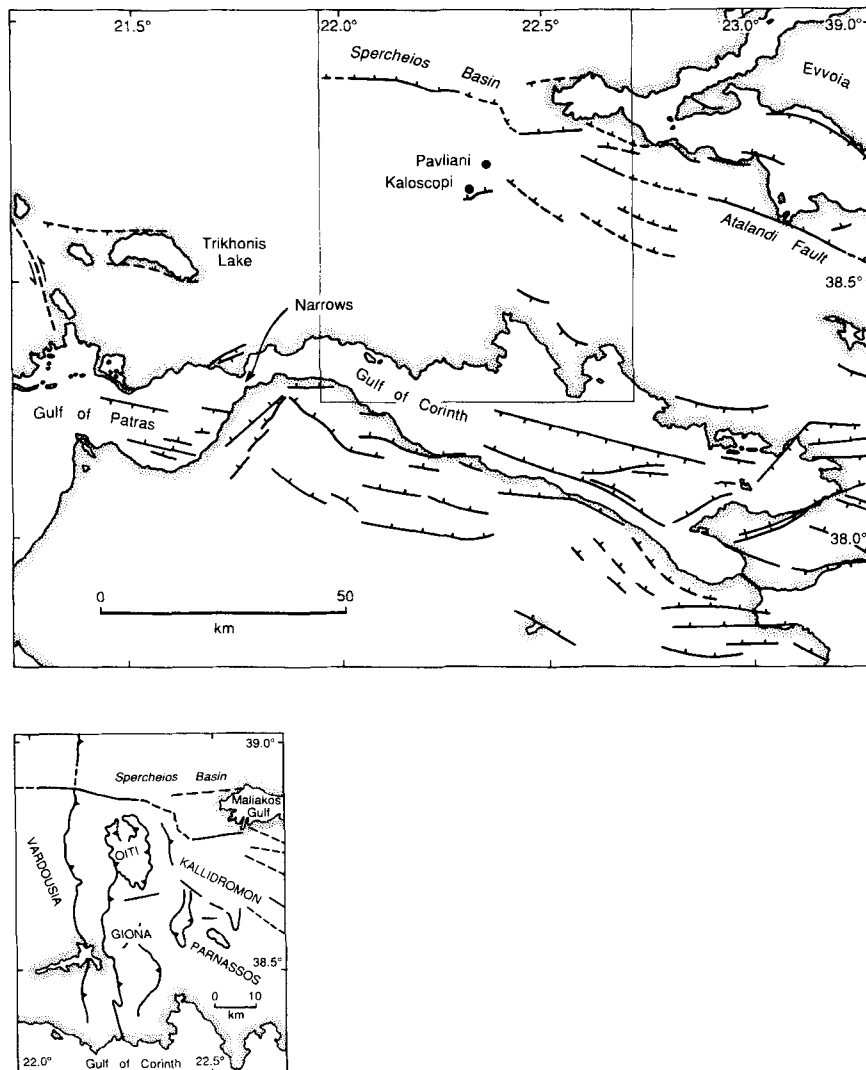 21.5°
22.0°
22.5°
23.0°
39.0°
Spercheios Basin
Evvoia
Pavliani
Kaloscopi
Trikhonis
Lake
Atalandi Fault
38.5°
Narrows
Gulf of Patras
Gulf of Corinth
38.0°
0 50
km
39.0°
Spercheios Basin
Maliakos
Gulf
VARDOUSIA
OITI
KALLIDROMON
GIONA
PARNASSOS
38.5°
0 10
km
22.0° Gulf of Corinth 22.5°